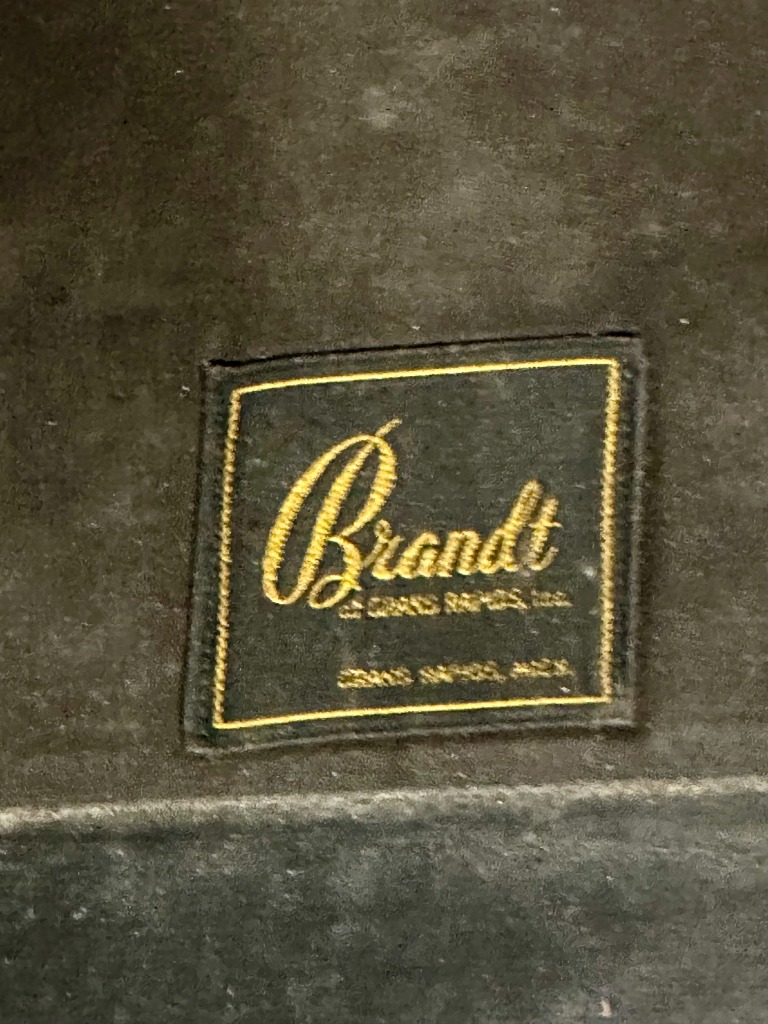 Brandt
of GRAND RAPIDS, Inc.
GRAND RAPIDS, MICH.